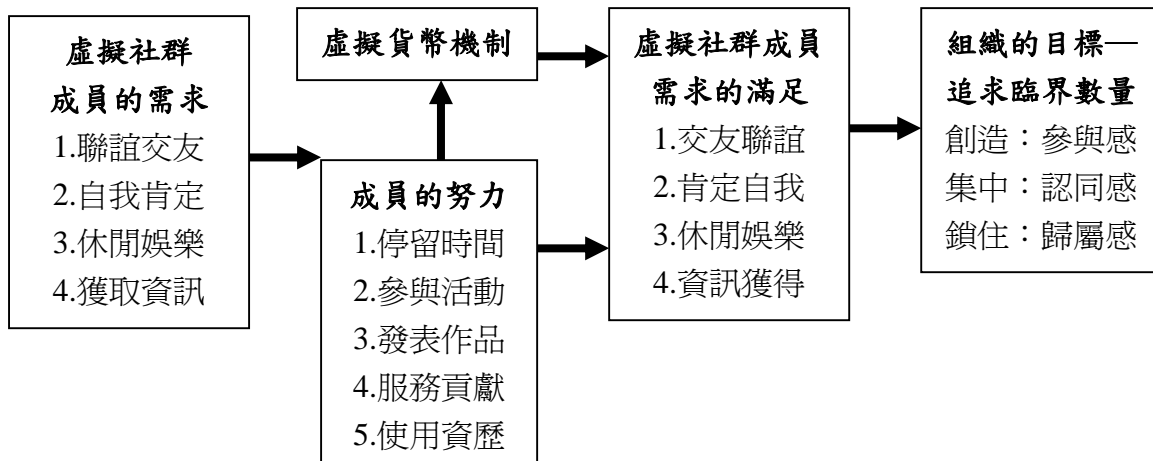 虛擬社群
成員的需求
1.聯誼交友
2.自我肯定
3.休閒娛樂
4.獲取資訊
虛擬貨幣機制
成員的努力
1.停留時間
2.參與活動
3.發表作品
4.服務貢獻
5.使用資歷
虛擬社群成員
需求的滿足
1.交友聯誼
2.肯定自我
3.休閒娛樂
4.資訊獲得
組織的目標—
追求臨界數量
創造：參與感
集中：認同感
鎖住：歸屬感